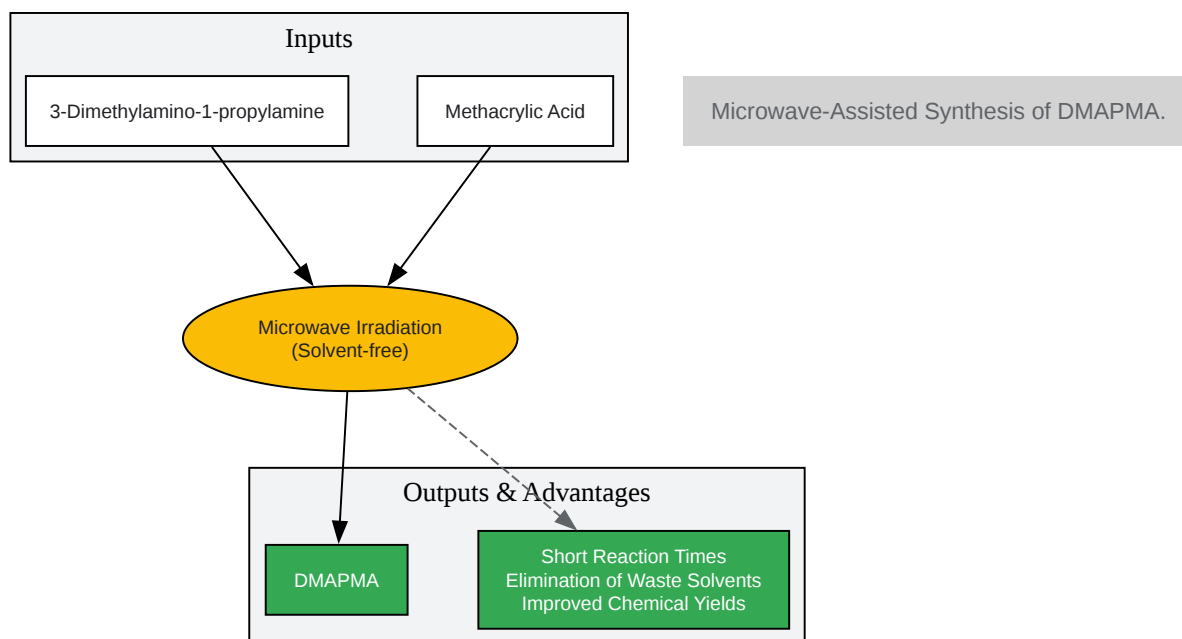 Inputs
3-Dimethylamino-1-propylamine
Methacrylic Acid
Microwave-Assisted Synthesis of DMAPMA.
Microwave Irradiation
(Solvent-free)
Outputs & Advantages
DMAPMA
Short Reaction Times
Elimination of Waste Solvents
Improved Chemical Yields